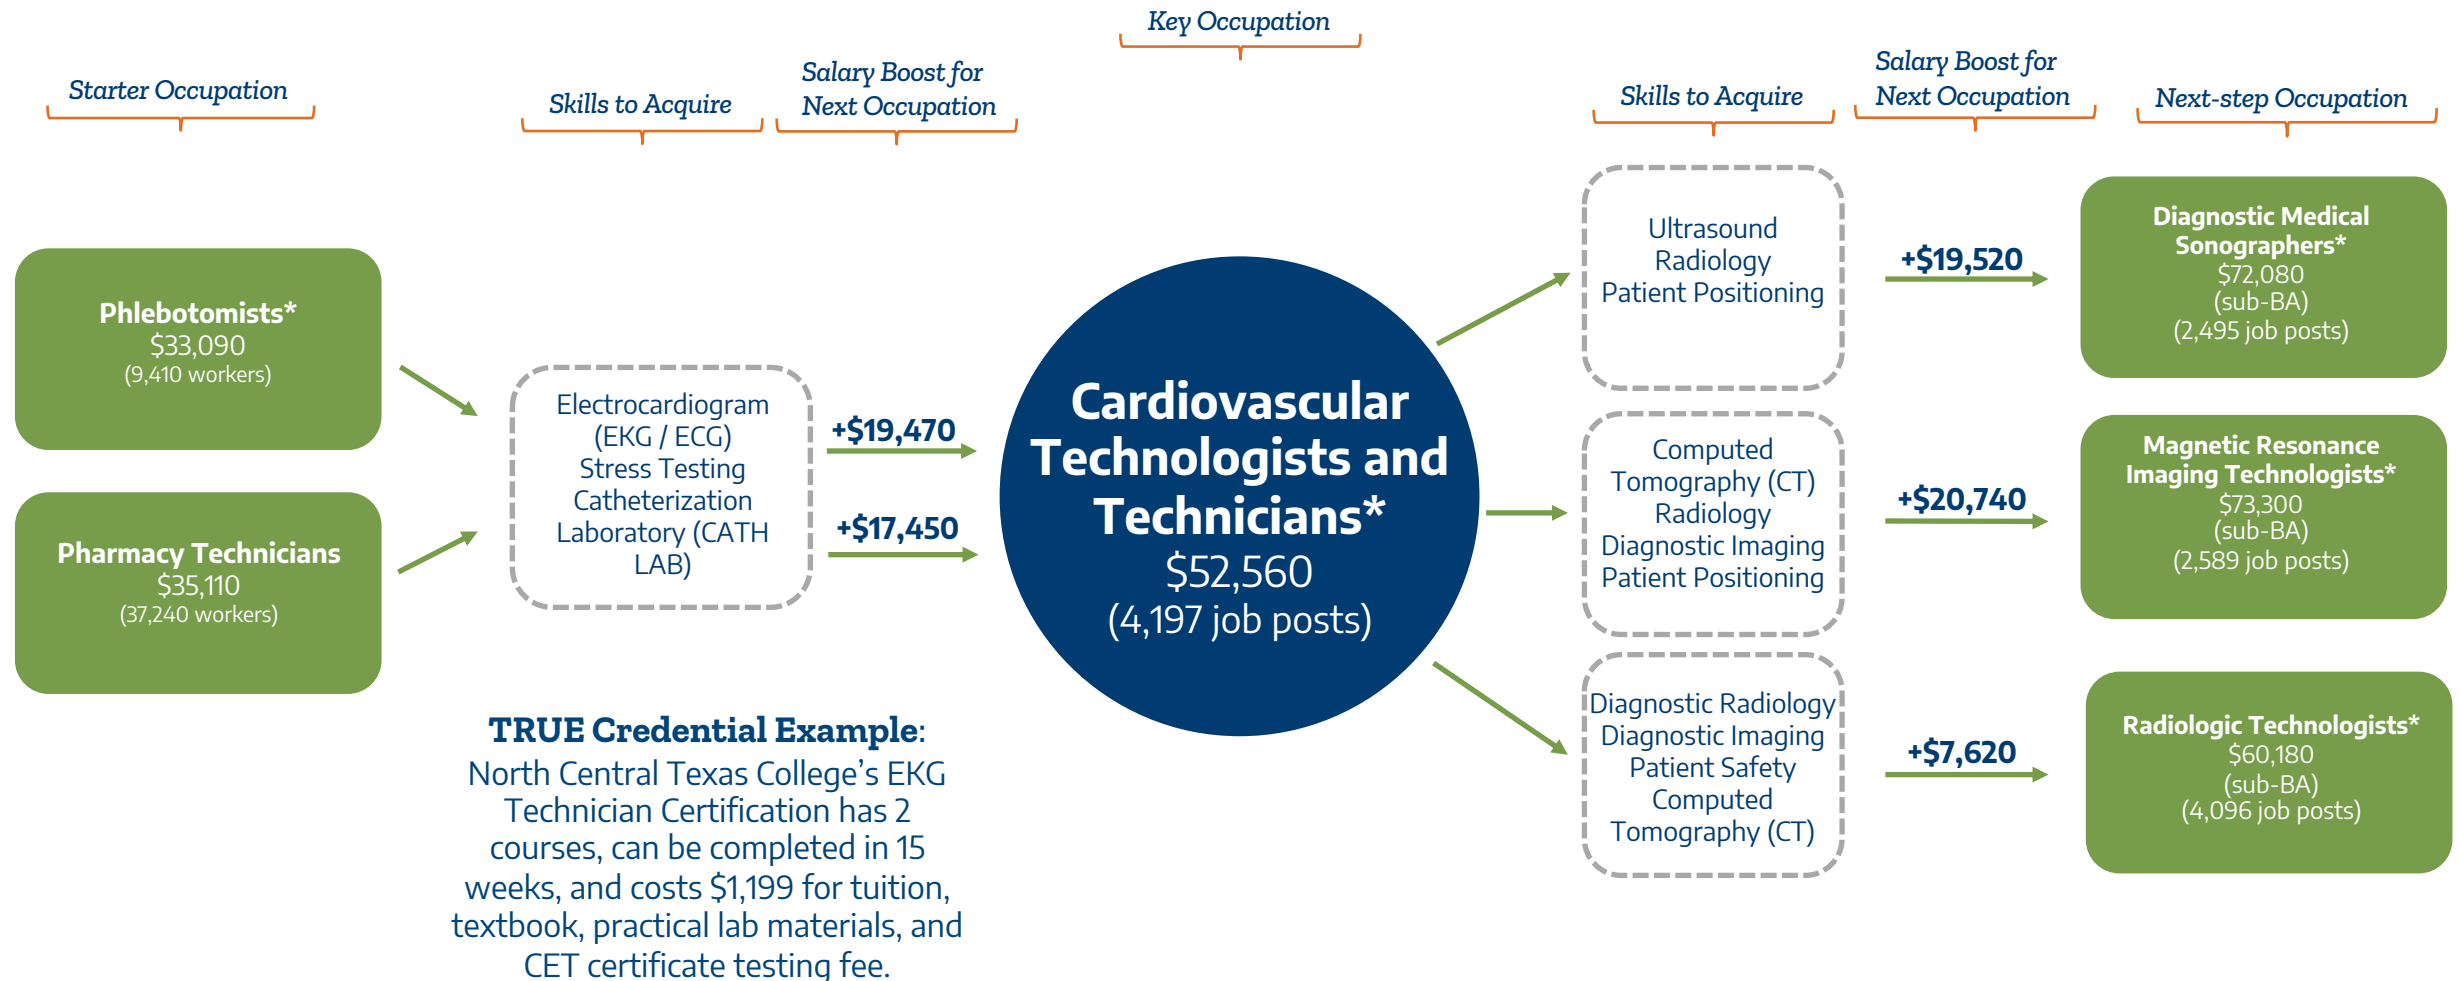 Key Occupation
Starter Occupation
Skills to Acquire
Salary Boost for
Next Occupation
Skills to Acquire
Salary Boost for
Next Occupation
Next-step Occupation
Phlebotomists*
$33,090
(9,410 workers)
Pharmacy Technicians
$35,110
(37,240 workers)
Electrocardiogram
(EKG / ECG)
Stress Testing
Catheterization
Laboratory (CATH
LAB)
+$19,470
+$17,450
Cardiovascular
Technologists and
Technicians*
$52,560
(4,197 job posts)
Ultrasound
Radiology
Patient Positioning
+$19,520
Diagnostic Medical
Sonographers*
$72,080
(sub-BA)
(2,495 job posts)
Computed
Tomography (CT)
Radiology
Diagnostic Imaging
Patient Positioning
+$20,740
Magnetic Resonance
Imaging Technologists*
$73,300
(sub-BA)
(2,589 job posts)
Diagnostic Radiology
Diagnostic Imaging
Patient Safety
Computed
Tomography (CT)
+$7,620
Radiologic Technologists*
$60,180
(sub-BA)
(4,096 job posts)
TRUE Credential Example:
North Central Texas College’s EKG
Technician Certification has 2
courses, can be completed in 15
weeks, and costs $1,199 for tuition,
textbook, practical lab materials, and
CET certificate testing fee.